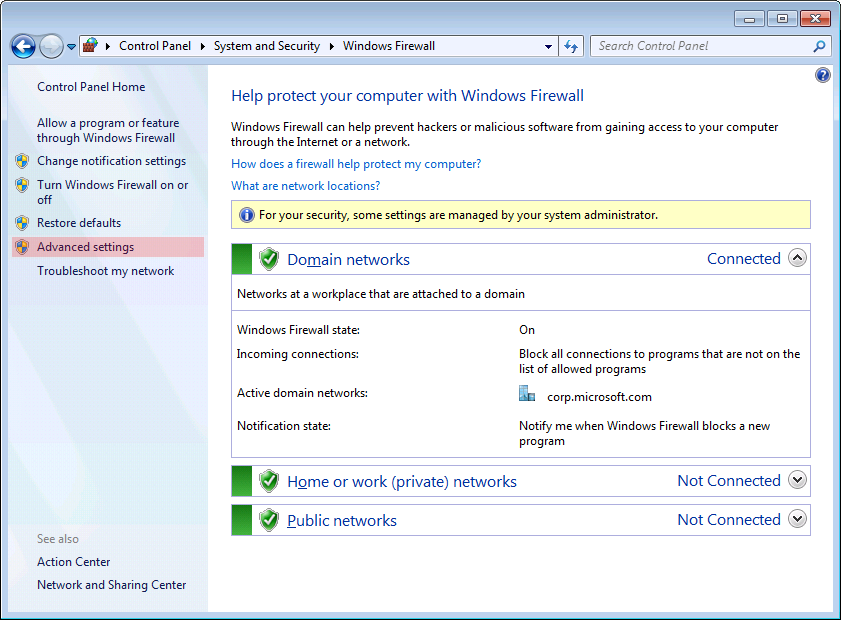 Control Panel
System and Security
Windows Firewall
Search Control Panel
Control Panel Home
Allow a program or feature
through Windows Firewall
Change notification settings
Turn Windows Firewall on or
off
Restore defaults
Advanced settings
Troubleshoot my network
See also
Action Center
Network and Sharing Center
?
Help protect your computer with Windows Firewall
Windows Firewall can help prevent hackers or malicious software from gaining access to your computer
through the Internet or a network.
How does a firewall help protect my computer?
What are network locations?
For your security, some settings are managed by your system administrator.
Domain networks Connected
Networks at a workplace that are attached to a domain
Windows Firewall state: On
Incoming connections: Block all connections to programs that are not on the
list of allowed programs
Active domain networks: corp.microsoft.com
Notification state: Notify me when Windows Firewall blocks a new
program
Home or work (private) networks Not Connected
Public networks Not Connected